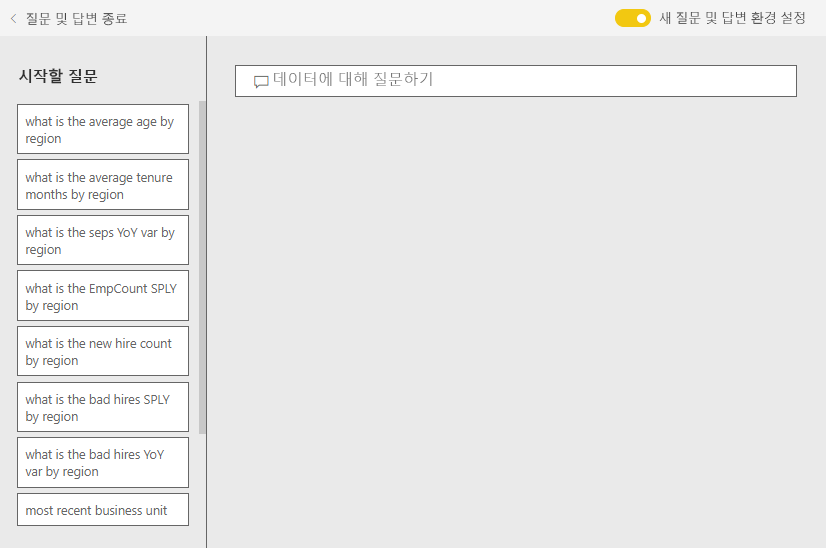 질문 및 답변 종료
새 질문 및 답변 환경 설정
시작할 질문
데이터에 대해 질문하기
what is the average age by
region
what is the average tenure
months by region
what is the seps YoY var by
region
what is the EmpCount SPLY
by region
what is the new hire count
by region
what is the bad hires SPLY
by region
what is the bad hires YoY
var by region
most recent business unit